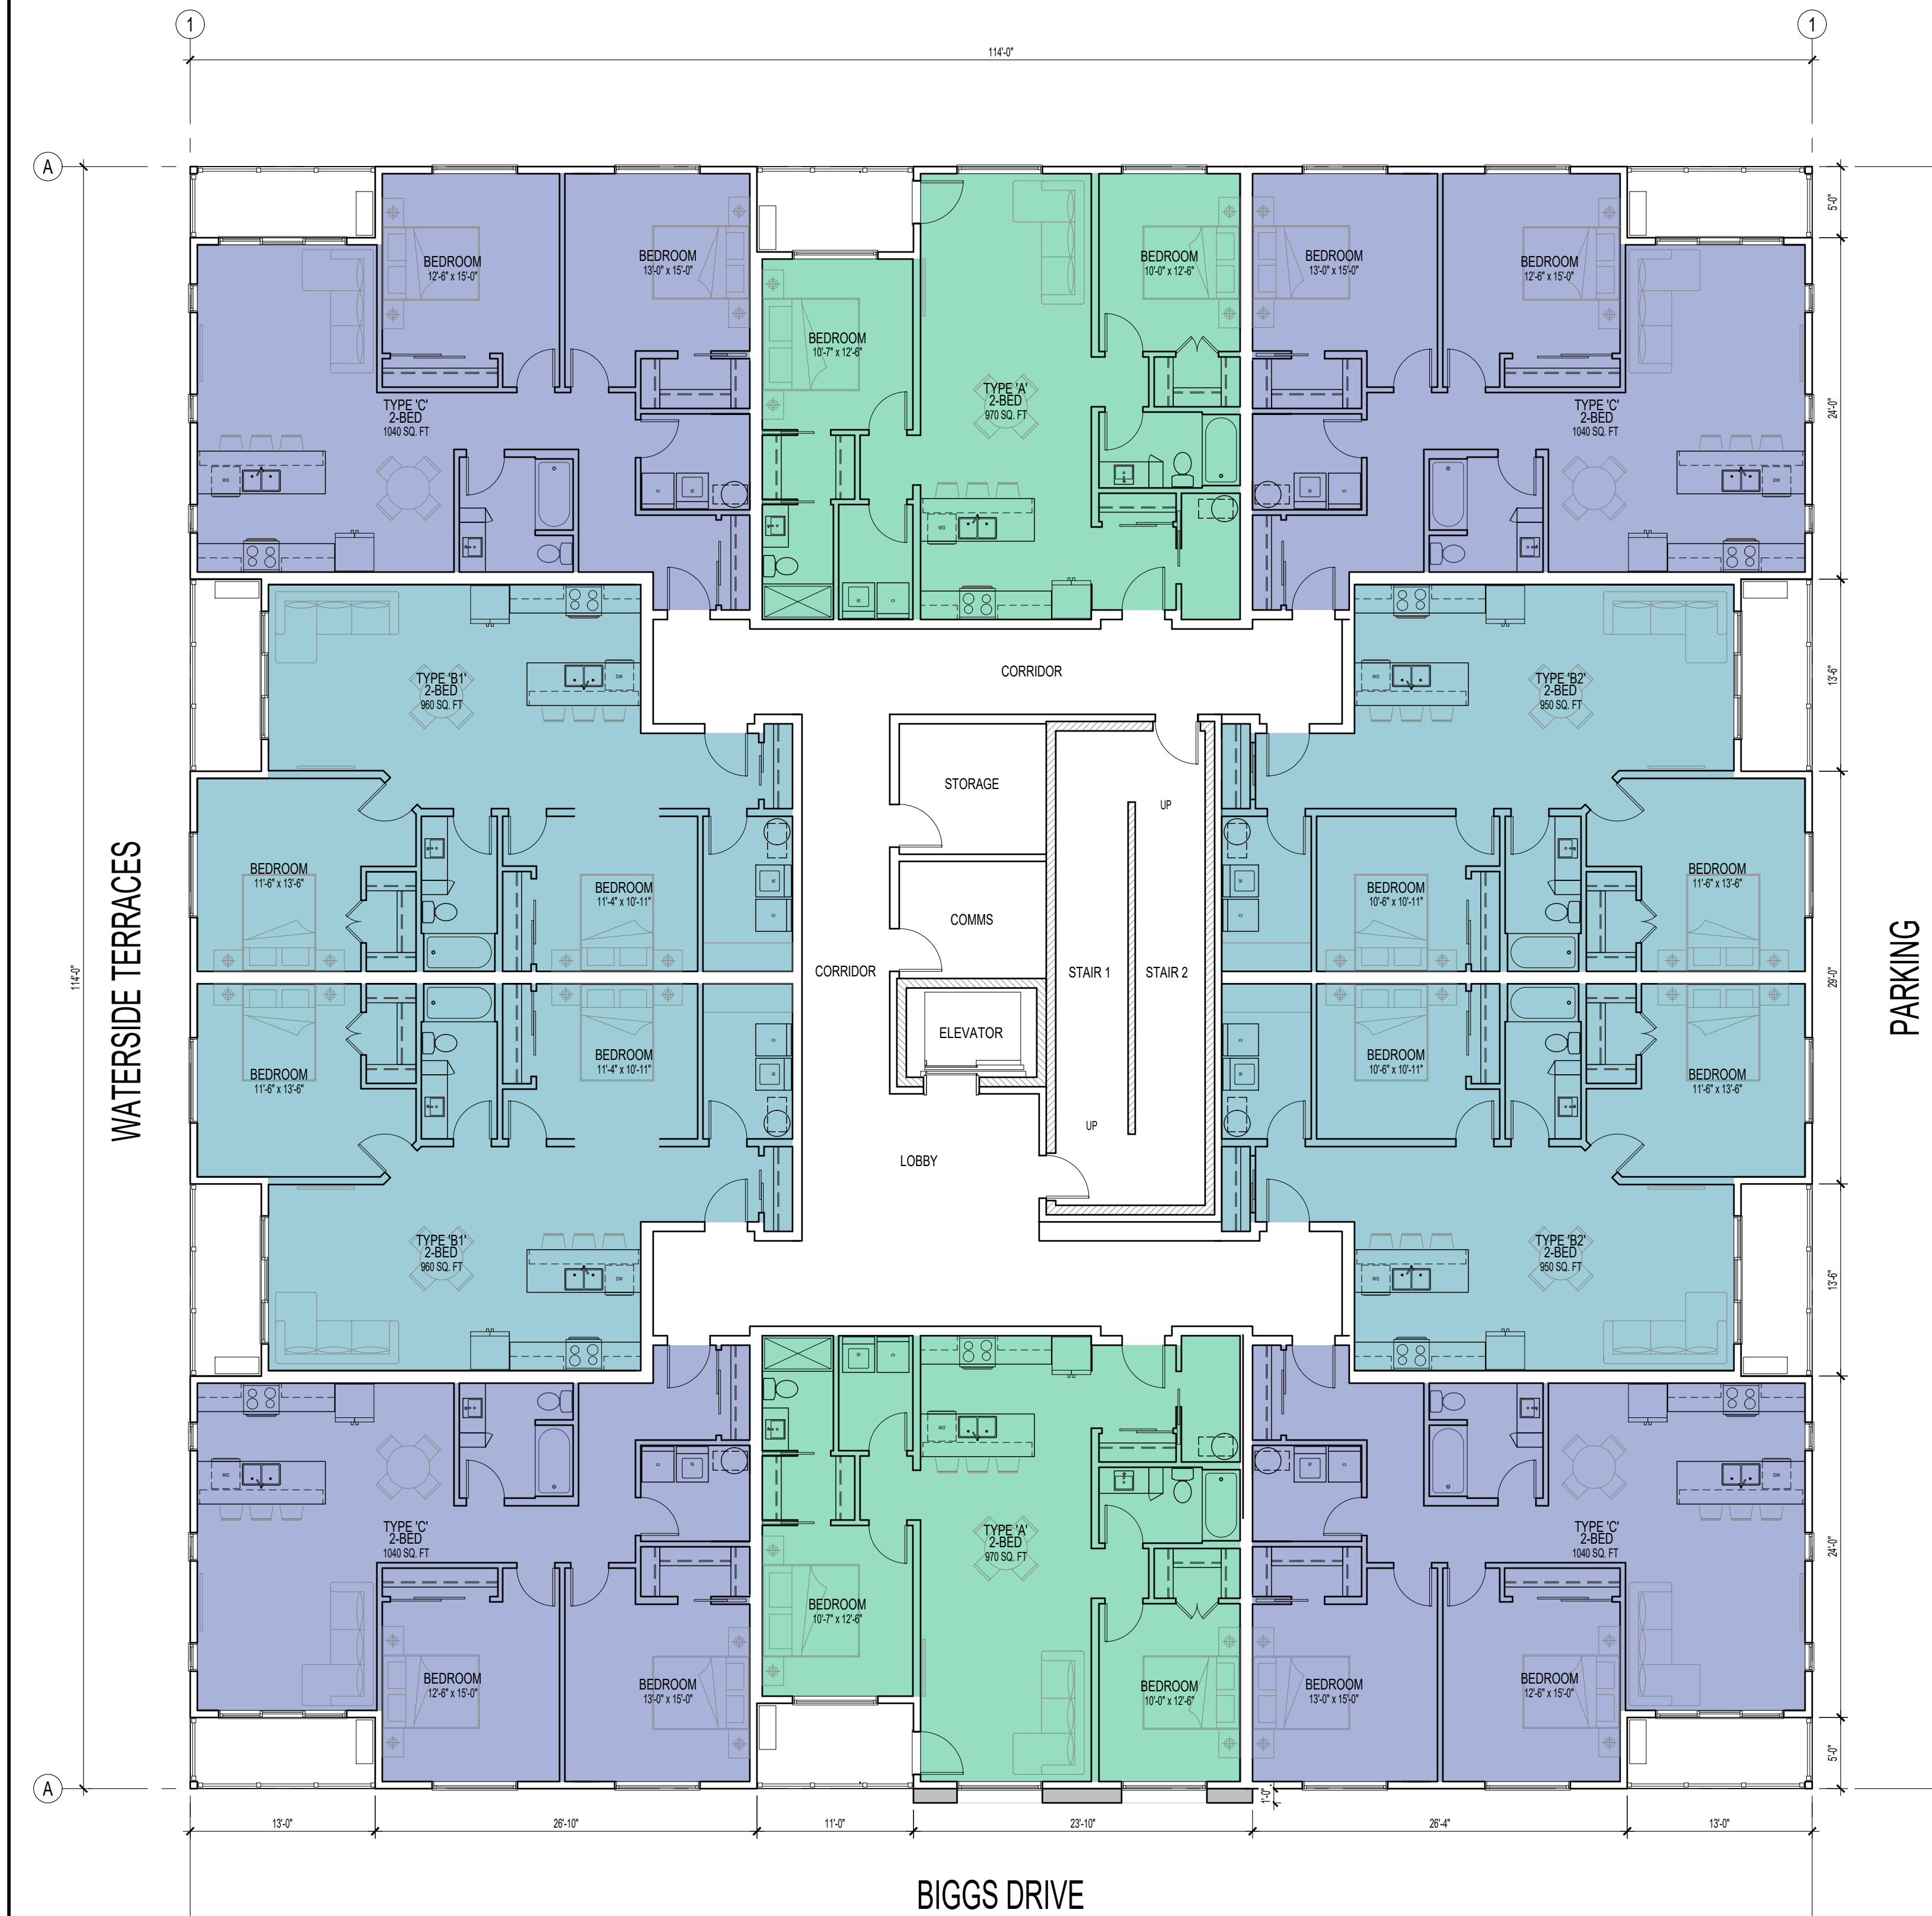 1
1
114'-0"
A
5'-0"
BEDROOM
12'-6" x 15'-0"
BEDROOM
13'-0" x 15'-0"
BEDROOM
10'-0" x 12'-6"
BEDROOM
13'-0" x 15'-0"
BEDROOM
12'-6" x 15'-0"
BEDROOM
10'-7" x 12'-6"
TYPE 'C'
2-BED
1040 SQ. FT
TYPE 'A'
2-BED
970 SQ. FT
TYPE 'C'
2-BED
1040 SQ. FT
24'-0"
DW
DW
DW
CORRIDOR
TYPE 'B1'
2-BED
960 SQ. FT
DW
TYPE 'B2'
2-BED
950 SQ. FT
DW
13'-6"
STORAGE
UP
BEDROOM
11'-6" x 13'-6"
BEDROOM
11'-4" x 10'-11"
BEDROOM
10'-6" x 10'-11"
BEDROOM
11'-6" x 13'-6"
COMMS
CORRIDOR
STAIR 1
STAIR 2
WATERSIDE TERRACES
114'-0"
29'-0"
PARKING
ELEVATOR
BEDROOM
11'-6" x 13'-6"
BEDROOM
11'-4" x 10'-11"
BEDROOM
10'-6" x 10'-11"
BEDROOM
11'-6" x 13'-6"
UP
LOBBY
TYPE 'B1'
2-BED
960 SQ. FT
DW
TYPE 'B2'
2-BED
950 SQ. FT
DW
13'-6"
DW
DW
DW
TYPE 'C'
2-BED
1040 SQ. FT
TYPE 'A'
2-BED
970 SQ. FT
TYPE 'C'
2-BED
1040 SQ. FT
24'-0"
BEDROOM
10'-7" x 12'-6"
BEDROOM
12'-6" x 15'-0"
BEDROOM
13'-0" x 15'-0"
BEDROOM
10'-0" x 12'-6"
BEDROOM
13'-0" x 15'-0"
BEDROOM
12'-6" x 15'-0"
5'-0"
A
1'-0"
13'-0"
26'-10"
11'-0"
23'-10"
26'-4"
13'-0"
BIGGS DRIVE